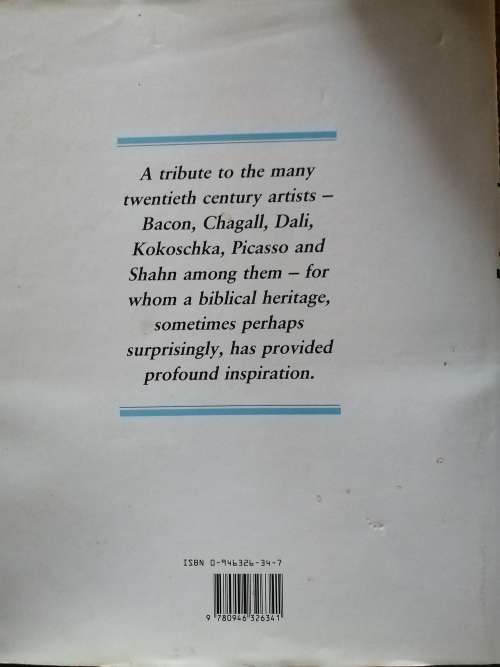 A tribute to the many
twentieth century artists –
Bacon, Chagall, Dali,
Kokoschka, Picasso and
Shahn among them – for
whom a biblical heritage,
sometimes perhaps
surprisingly, has provided
profound inspiration.
ISBN 0-946326-34-7
9 780946 326341